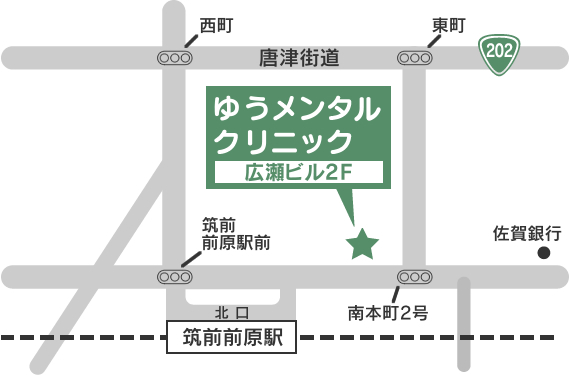 西町
東町
唐津街道
202
ゆうメンタル
クリニック
広瀬ビル2F
筑前
前原駅前
佐賀銀行
南本町2号
北口
筑前前原駅